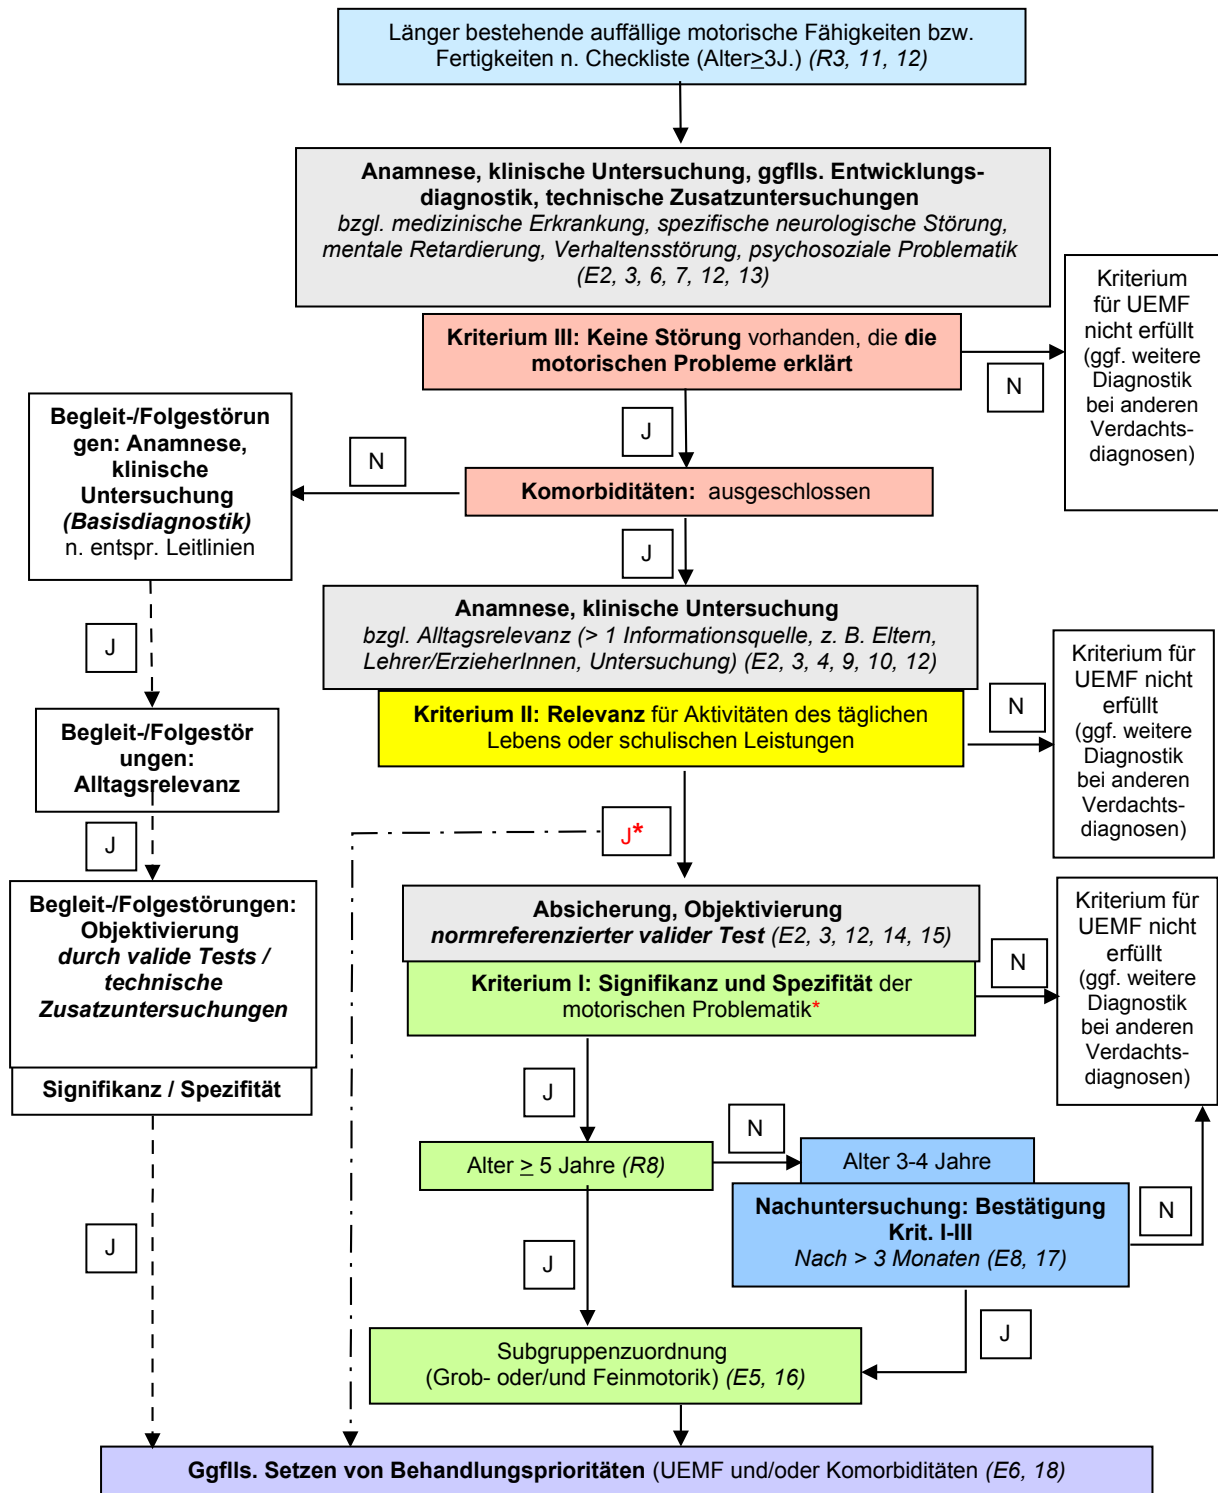 Länger bestehende auffällige motorische Fähigkeiten bzw.
Fertigkeiten n. Checkliste (Alter≥3J.) (R3, 11, 12)
Anamnese, klinische Untersuchung, ggflls. Entwicklungs-
diagnostik, technische Zusatzuntersuchungen
bzgl. medizinische Erkrankung, spezifische neurologische Störung,
mentale Retardierung, Verhaltensstörung, psychosoziale Problematik
(E2, 3, 6, 7, 12, 13)
Kriterium III: Keine Störung vorhanden, die die
motorischen Probleme erklärt
N
Kriterium
für UEMF
nicht erfüllt
(ggf. weitere
Diagnostik
bei anderen
Verdachts-
diagnosen)
J
Komorbiditäten: ausgeschlossen
N
Begleit-/Folgestörun
gen: Anamnese,
klinische
Untersuchung
(Basisdiagnostik)
n. entspr. Leitlinien
J
Anamnese, klinische Untersuchung
bzgl. Alltagsrelevanz (> 1 Informationsquelle, z. B. Eltern,
Lehrer/ErzieherInnen, Untersuchung) (E2, 3, 4, 9, 10, 12)
Kriterium II: Relevanz für Aktivitäten des täglichen
Lebens oder schulischen Leistungen
N
Kriterium für
UEMF nicht
erfüllt
(ggf. weitere
Diagnostik
bei anderen
Verdachts-
diagnosen)
J
Begleit-/Folgestör
ungen:
Alltagsrelevanz
J
Begleit-/Folgestörungen:
Objektivierung
durch valide Tests /
technische
Zusatzuntersuchungen
Signifikanz / Spezifität
J
J*
Absicherung, Objektivierung
normreferenzierter valider Test (E2, 3, 12, 14, 15)
Kriterium I: Signifikanz und Spezifität der
motorischen Problematik*
N
Kriterium für
UEMF nicht
erfüllt
(ggf. weitere
Diagnostik
bei anderen
Verdachts-
diagnosen)
J
Alter ≥ 5 Jahre (R8)
N
Alter 3-4 Jahre
Nachuntersuchung: Bestätigung
Krit. I-III
Nach > 3 Monaten (E8, 17)
N
J
J
Subgruppenzuordnung
(Grob- oder/und Feinmotorik) (E5, 16)
Ggflls. Setzen von Behandlungsprioritäten (UEMF und/oder Komorbiditäten (E6, 18)